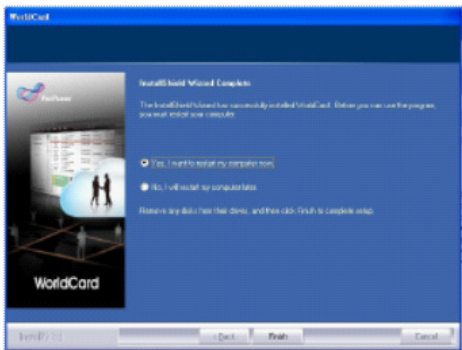 WorldCard
InstallShield Wizard Complete
The InstallShield Wizard has successfully installed WorldCard. Before you can use the program,
you must restart your computer.
Yes, I want to restart my computer now.
No, I will restart my computer later.
Remove any disks from their drives, and then click Finish to complete setup.
WorldCard
InstallShield
< Back
Finish
Cancel